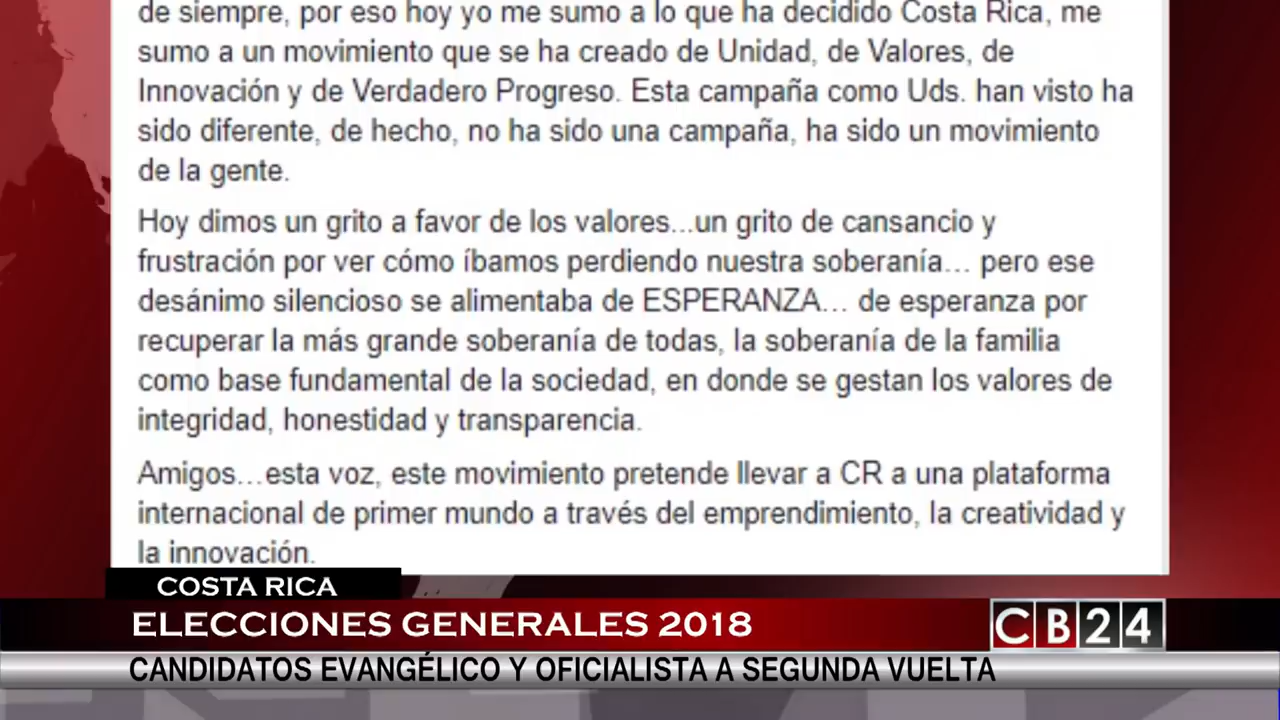 de siempre, por eso hoy yo me sumo a lo que ha decidido Costa Rica, me
sumo a un movimiento que se ha creado de Unidad, de Valores, de
Innovación y de Verdadero Progreso. Esta campaña como Uds. han visto ha
sido diferente, de hecho, no ha sido una campaña, ha sido un movimiento
de la gente.
Hoy dimos un grito a favor de los valores...un grito de cansancio y
frustración por ver cómo íbamos perdiendo nuestra soberanía... pero ese
desánimo silencioso se alimentaba de ESPERANZA... de esperanza por
recuperar la más grande soberanía de todas, la soberanía de la familia
como base fundamental de la sociedad, en donde se gestan los valores de
integridad, honestidad y transparencia.
Amigos...esta voz, este movimiento pretende llevar a CR a una plataforma
internacional de primer mundo a través del emprendimiento, la creatividad y
la innovación.
COSTA RICA
ELECCIONES GENERALES 2018
CB24
CANDIDATOS EVANGÉLICO Y OFICIALISTA A SEGUNDA VUELTA